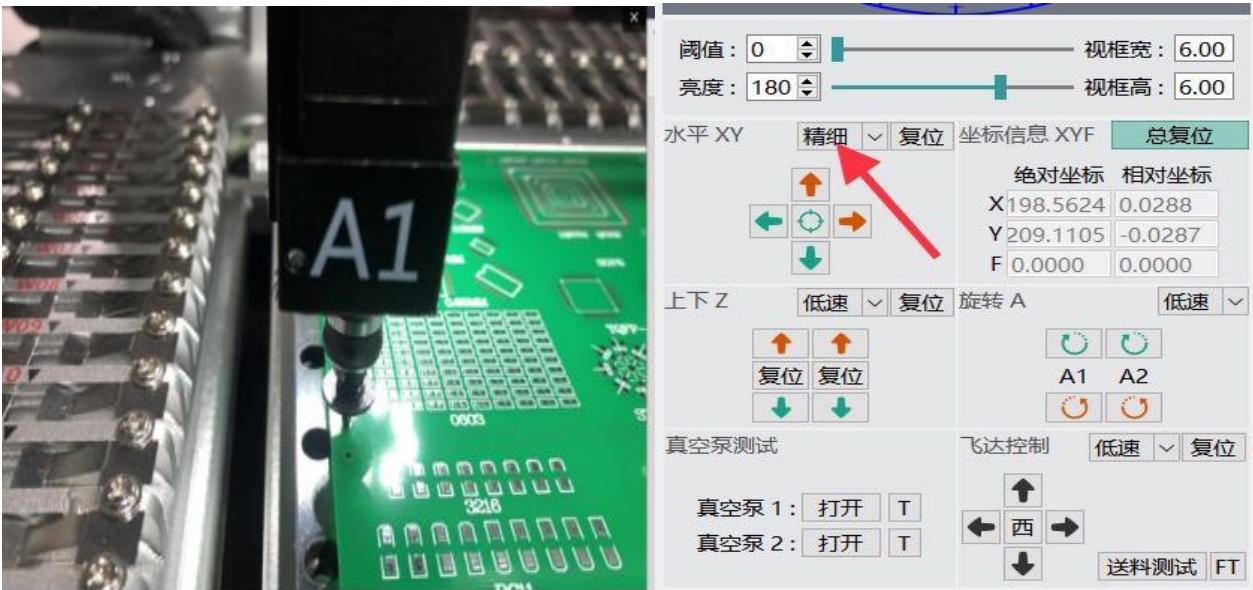 A1
0603
3216
阈值： 0 视框宽： 6.00
亮度： 180 视框高： 6.00
水平 XY 精细 复位 坐标信息 XYF 总复位
绝对坐标 相对坐标
X 198.5624 0.0288
Y 209.1105 -0.0287
F 0.0000 0.0000
上下 Z 低速 复位 旋转 A 低速
复位 复位 A1 A2
真空泵测试 飞达控制 低速 复位
真空泵 1： 打开 T
西
真空泵 2： 打开 T
送料测试 FT